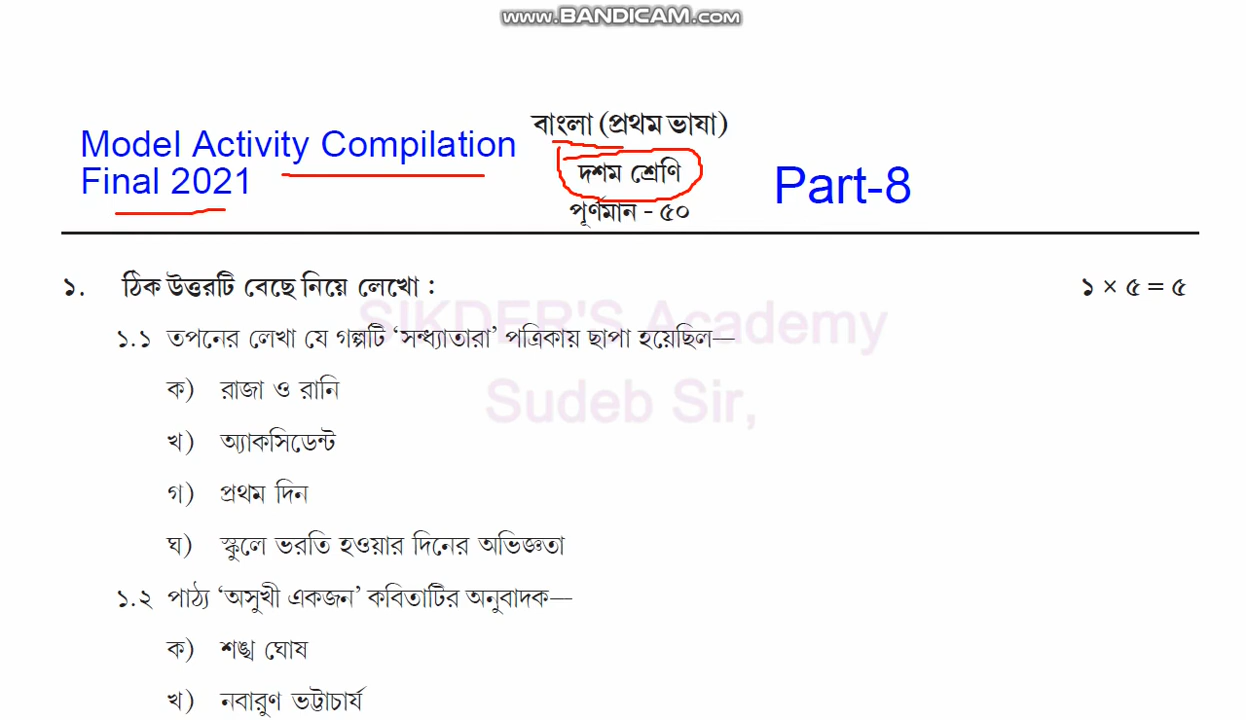 www.BANDICAM.com
বাংলা (প্রথম ভাষা)
Model Activity Compilation
Final 2021
দশম শ্রেণি
Part-8
পূর্ণমান - ৫০
১. ঠিক উত্তরটি বেছে নিয়ে লেখো : ১ × ৫ = ৫
SIKDER'S Academy
১.১ তপনের লেখা যে গল্পটি ‘সন্ধ্যাতারা’ পত্রিকায় ছাপা হয়েছিল—
ক) রাজা ও রানি
Sudeb Sir,
খ) অ্যাকসিডেন্ট
গ) প্রথম দিন
ঘ) স্কুলে ভরতি হওয়ার দিনের অভিজ্ঞতা
১.২ পাঠ্য ‘অসুখী একজন’ কবিতাটির অনুবাদক—
ক) শঙ্খ ঘোষ
খ) নবারুণ ভট্টাচার্য